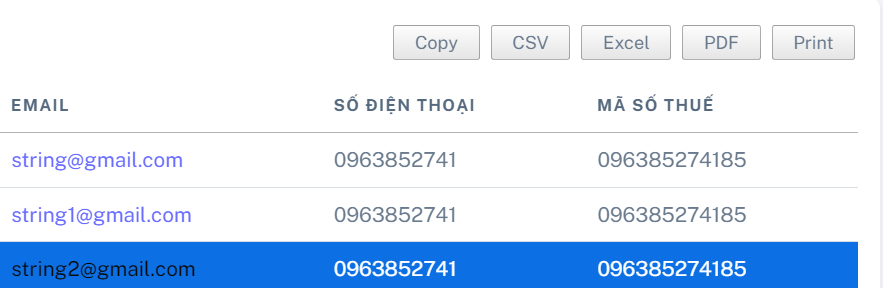 Copy CSV Excel PDF Print
EMAIL SỐ ĐIỆN THOẠI MÃ SỐ THUẾ
string@gmail.com 0963852741 096385274185
string1@gmail.com 0963852741 096385274185
string2@gmail.com 0963852741 096385274185